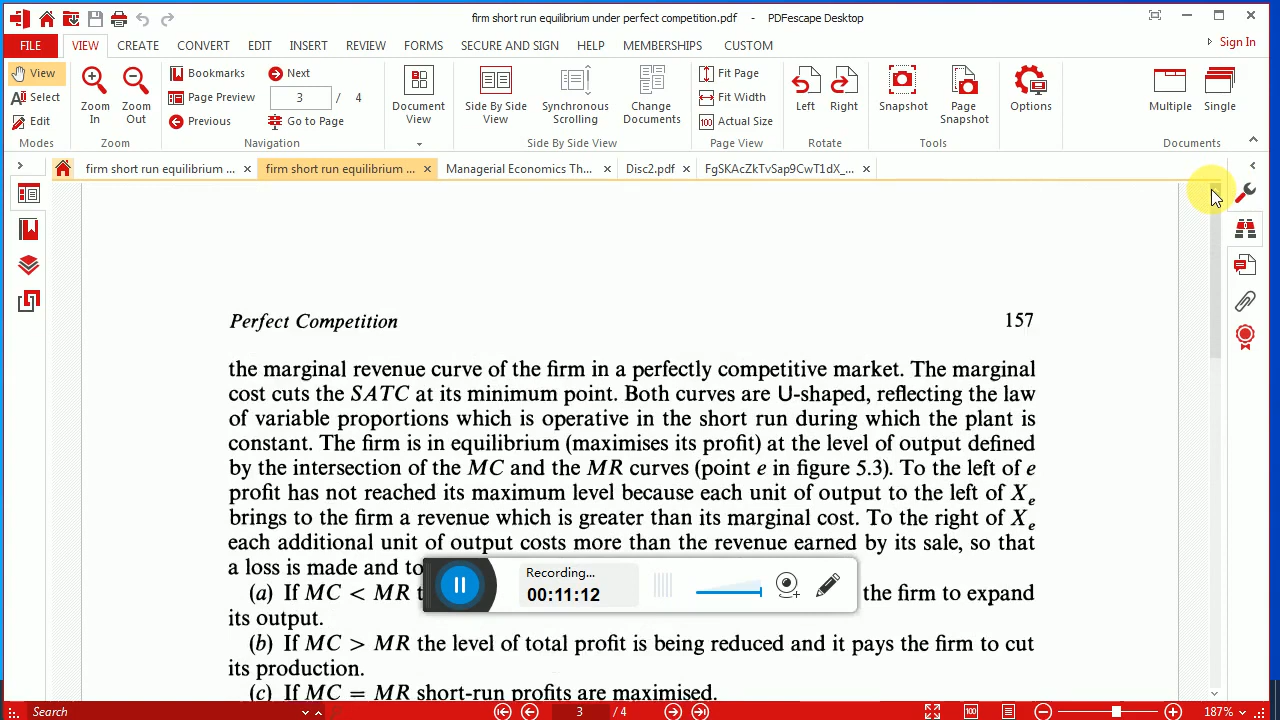 firm short run equilibrium under perfect competition.pdf - PDFescape Desktop
FILE VIEW CREATE CONVERT EDIT INSERT REVIEW FORMS SECURE AND SIGN HELP MEMBERSHIPS CUSTOM Sign In
View Select Edit Modes
Zoom In Zoom Out Zoom
Bookmarks Next
Page Preview 3 4
Previous Go to Page
Navigation
Document View
Side By Side View Synchronous Scrolling Change Documents
Side By Side View
Fit Page
Fit Width
100 Actual Size
Page View
Left Right
Rotate
Snapshot Page Snapshot
Tools
Options
Multiple Single
Documents
firm short run equilibrium ... × firm short run equilibrium ... × Managerial Economics Th... × Disc2.pdf × FgSKAcZkTvSap9CwT1dX_... ×
Perfect Competition 157
the marginal revenue curve of the firm in a perfectly competitive market. The marginal
cost cuts the SATC at its minimum point. Both curves are U-shaped, reflecting the law
of variable proportions which is operative in the short run during which the plant is
constant. The firm is in equilibrium (maximises its profit) at the level of output defined
by the intersection of the MC and the MR curves (point e in figure 5.3). To the left of e
profit has not reached its maximum level because each unit of output to the left of Xe
brings to the firm a revenue which is greater than its marginal cost. To the right of Xe
each additional unit of output costs more than the revenue earned by its sale, so that
a loss is made and to
(a) If MC < MR t the firm to expand
its output.
(b) If MC > MR the level of total profit is being reduced and it pays the firm to cut
its production.
(c) If MC = MR short-run profits are maximised.
Recording...
00:11:12
Search 3 / 4 100 187%